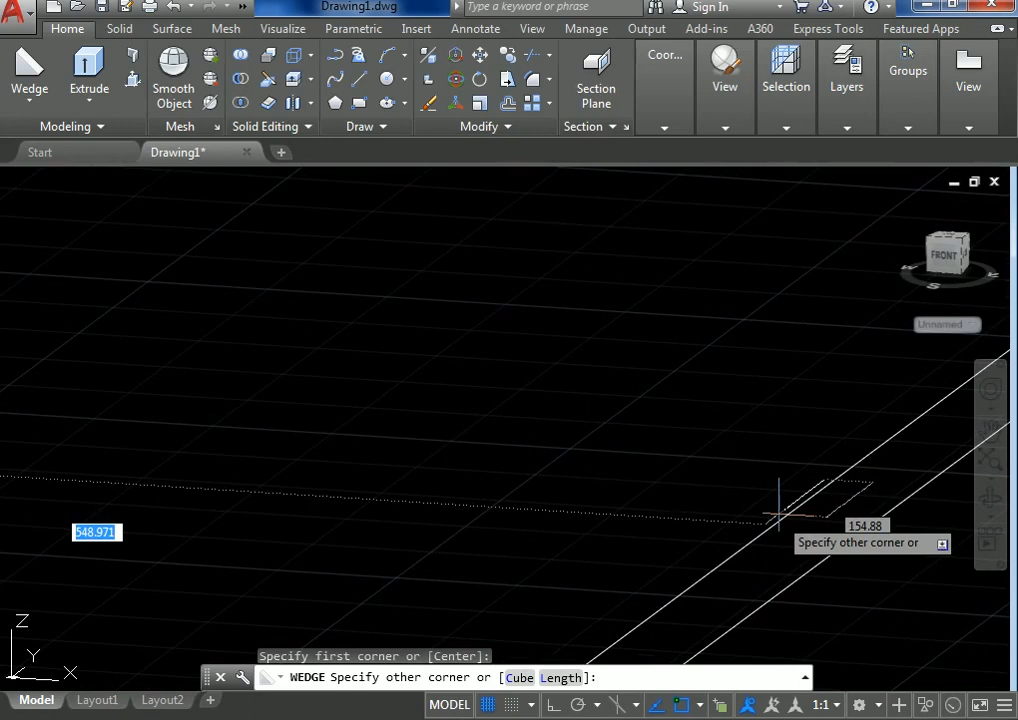 Drawing1.dwg
Type a keyword or phrase
Sign In
Home Solid Surface Mesh Visualize Parametric Insert Annotate View Manage Output Add-ins A360 Express Tools Featured Apps
Wedge
Extrude
Smooth
Object
Section
Plane
Coor...
View
Selection
Layers
Groups
View
Modeling
Mesh
Solid Editing
Draw
Modify
Section
Start
Drawing1*
FRONT
W
S
E
Unnamed
548.971
154.88
Specify other corner or
Z
Y
X
Specify first corner or [Center]:
WEDGE Specify other corner or [Cube Length]:
Model Layout1 Layout2 +
MODEL
1:1